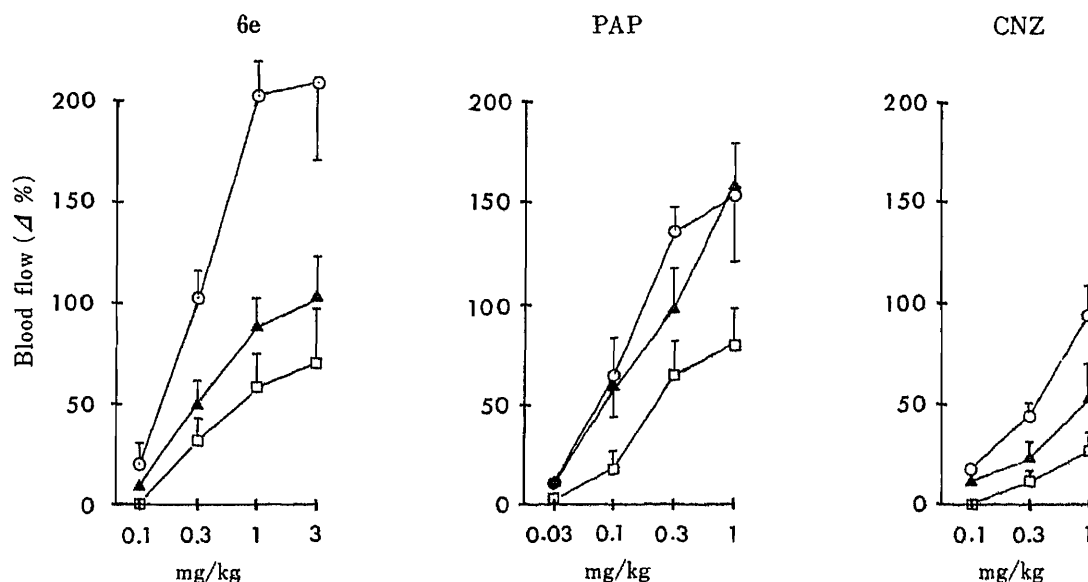 6e PAP CNZ
200 200 200
150 150 150
100 100 100
50 50 50
0 0 0
Blood flow (Δ %)
0.1 0.3 1 3 0.03 0.1 0.3 1 0.1 0.3 1
mg/kg mg/kg mg/kg